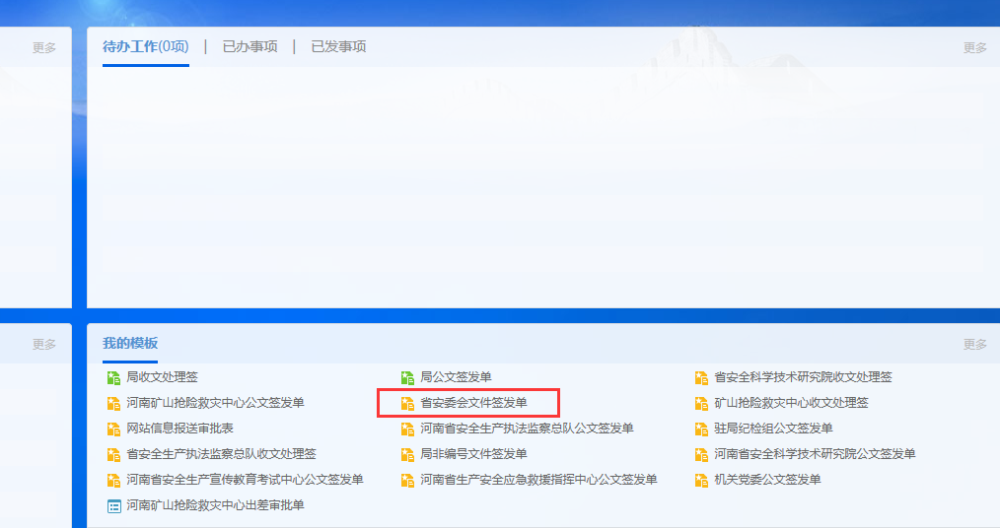 更多
待办工作(0项) | 已办事项 | 已发事项 更多
更多
我的模板 更多
局收文处理签 局公文签发单 省安全科学技术研究院收文处理签
河南矿山抢险救灾中心公文签发单 省安委会文件签发单 矿山抢险救灾中心收文处理签
网站信息报送审批表 河南省安全生产执法监察总队公文签发单 驻局纪检组公文签发单
省安全生产执法监察总队收文处理签 局非编号文件签发单 河南省安全科学技术研究院公文签发单
河南省安全生产宣传教育考试中心公文签发单 河南省生产安全应急救援指挥中心公文签发单 机关党委公文签发单
河南矿山抢险救灾中心出差审批单